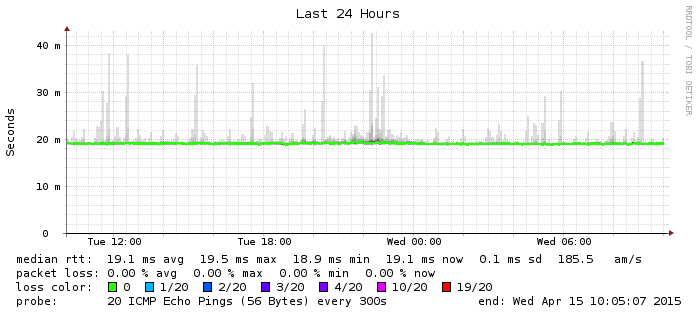 Last 24 Hours
RRDTOOL / TOBI OETIKER
Seconds
40 m
30 m
20 m
10 m
0
Tue 12:00 Tue 18:00 Wed 00:00 Wed 06:00
median rtt: 19.1 ms avg 19.5 ms max 18.9 ms min 19.1 ms now 0.1 ms sd 185.5 am/s
packet loss: 0.00 % avg 0.00 % max 0.00 % min 0.00 % now
loss color: 0 1/20 2/20 3/20 4/20 10/20 19/20
probe: 20 ICMP Echo Pings (56 Bytes) every 300s end: Wed Apr 15 10:05:07 2015